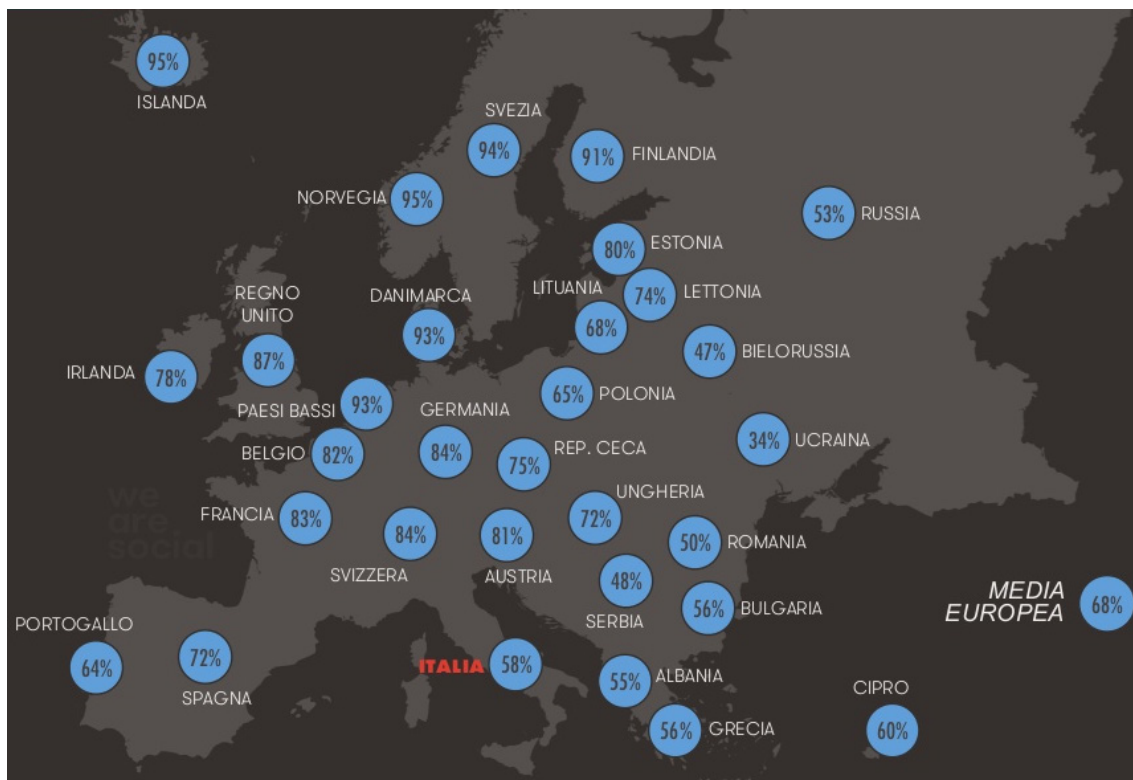 95%
ISLANDA
SVEZIA
94%
91%
FINLANDIA
NORVEGIA
95%
53%
RUSSIA
80%
ESTONIA
LITUANIA
74%
LETTONIA
68%
REGNO
UNITO
87%
DANIMARCA
93%
47%
BIELORUSSIA
IRLANDA
78%
65%
POLONIA
PAESI BASSI
93%
GERMANIA
84%
BELGIO
82%
75%
REP. CECA
34%
UCRAINA
we
are
social
FRANCIA
83%
84%
SVIZZERA
81%
AUSTRIA
UNGHERIA
72%
50%
ROMANIA
48%
SERBIA
56%
BULGARIA
MEDIA
EUROPEA
68%
PORTOGALLO
64%
72%
SPAGNA
ITALIA
58%
55%
ALBANIA
56%
GRECIA
CIPRO
60%